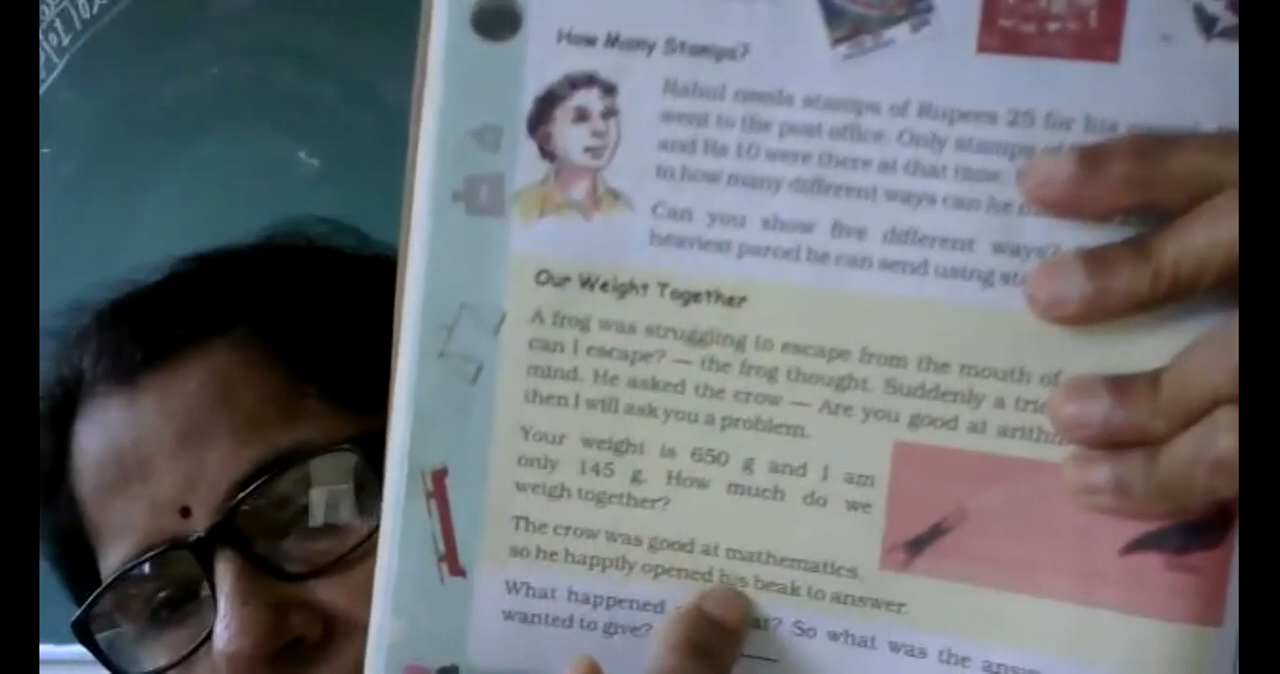 How Many Stamps?
Rahul needs stamps of Rupees 25 for his
went to the post office. Only stamps of
and Rs 10 were there at that time.
in how many different ways can he
Can you show five different ways?
heaviest parcel he can send using
Our Weight Together
A frog was struggling to escape from the mouth of
can I escape? — the frog thought. Suddenly a
mind. He asked the crow — Are you good at
then I will ask you a problem.
Your weight is 650 g and I am
only 145 g. How much do we
weigh together?
The crow was good at mathematics,
so he happily opened his beak to answer.
What happened So what was the
wanted to give?